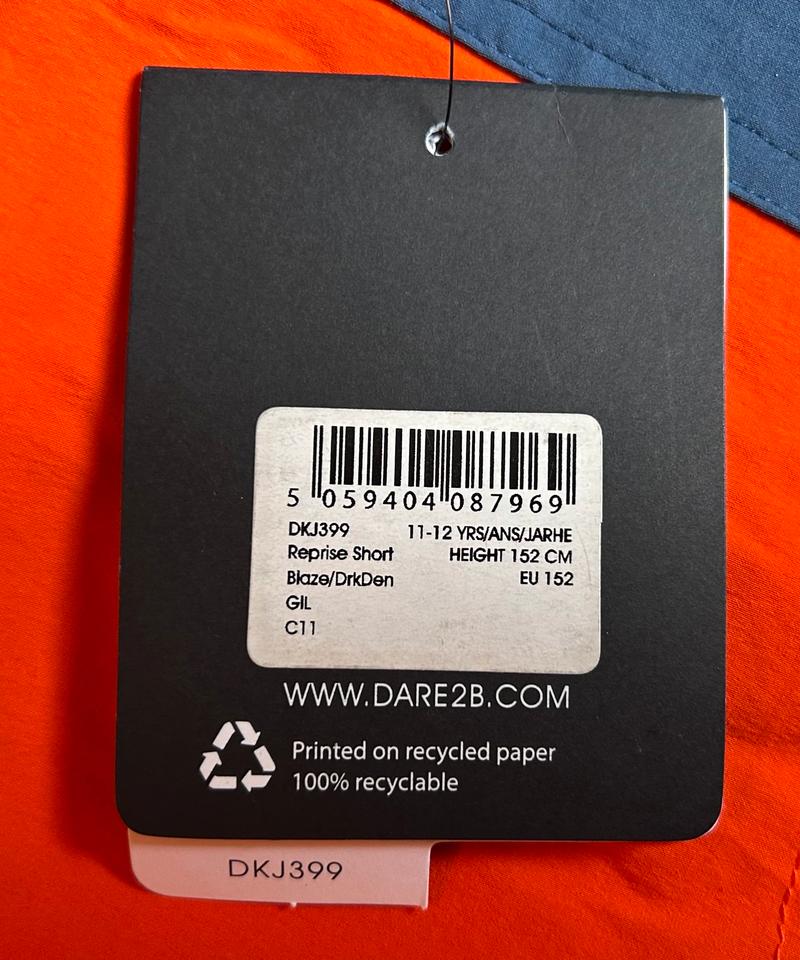 5 059404 087969
DKJ399 11-12 YRS/ANS/JARHE
Reprise Short HEIGHT 152 CM
Blaze/DrkDen EU 152
GIL
C11
WWW.DARE2B.COM
Printed on recycled paper
100% recyclable
DKJ399